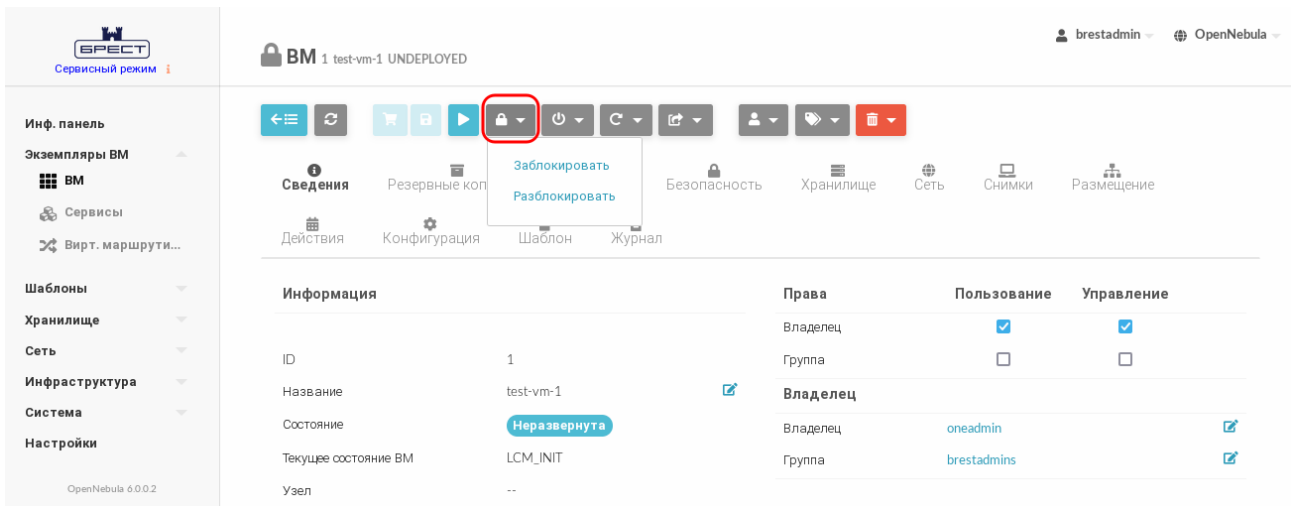 БРЕСТ
Сервисный режим i
ВМ 1 test-vm-1 UNDEPLOYED
brestadmin
OpenNebula
Инф. панель
Экземпляры ВМ
ВМ
Сервисы
Вирт. маршрути...
Шаблоны
Хранилище
Сеть
Инфраструктура
Система
Настройки
OpenNebula 6.0.0.2
Заблокировать
Разблокировать
Сведения
Резервные коп
Безопасность
Хранилище
Сеть
Снимки
Размещение
Действия
Конфигурация
Шаблон
Журнал
Информация
ID 1
Название test-vm-1
Состояние Неразвернута
Текущее состояние ВМ LCM_INIT
Узел --
Права Пользование Управление
Владелец
Группа
Владелец
Владелец oneadmin
Группа brestadmins